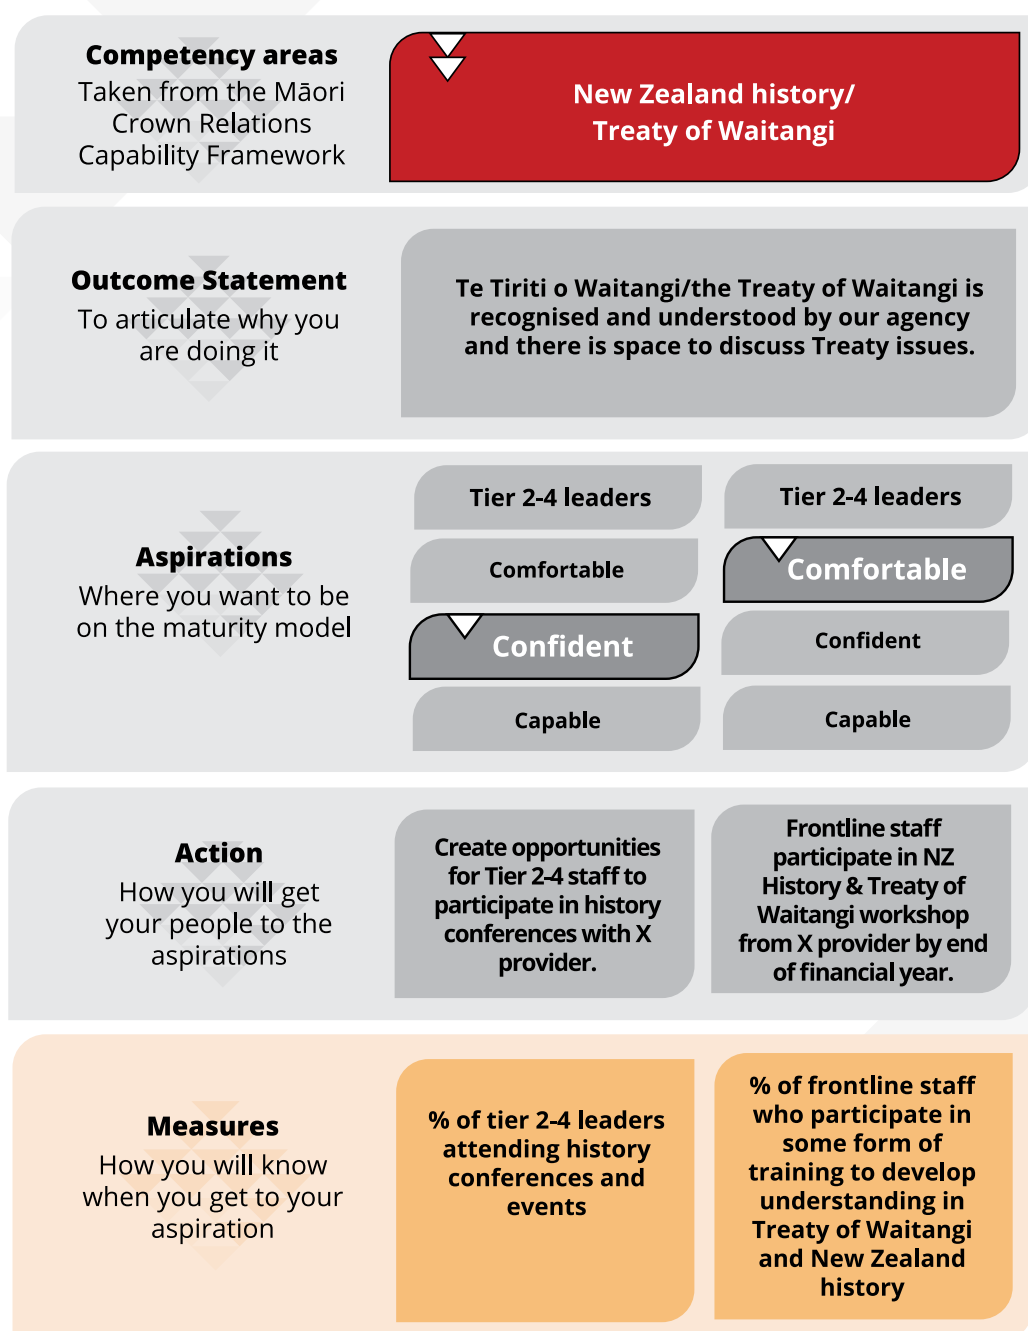 Competency areas
Taken from the Māori
Crown Relations
Capability Framework
New Zealand history/
Treaty of Waitangi
Outcome Statement
To articulate why you
are doing it
Te Tiriti o Waitangi/the Treaty of Waitangi is
recognised and understood by our agency
and there is space to discuss Treaty issues.
Aspirations
Where you want to be
on the maturity model
Tier 2-4 leaders
Comfortable
Confident
Capable
Tier 2-4 leaders
Comfortable
Confident
Capable
Action
How you will get
your people to the
aspirations
Create opportunities
for Tier 2-4 staff to
participate in history
conferences with X
provider.
Frontline staff
participate in NZ
History & Treaty of
Waitangi workshop
from X provider by end
of financial year.
Measures
How you will know
when you get to your
aspiration
% of tier 2-4 leaders
attending history
conferences and
events
% of frontline staff
who participate in
some form of
training to develop
understanding in
Treaty of Waitangi
and New Zealand
history